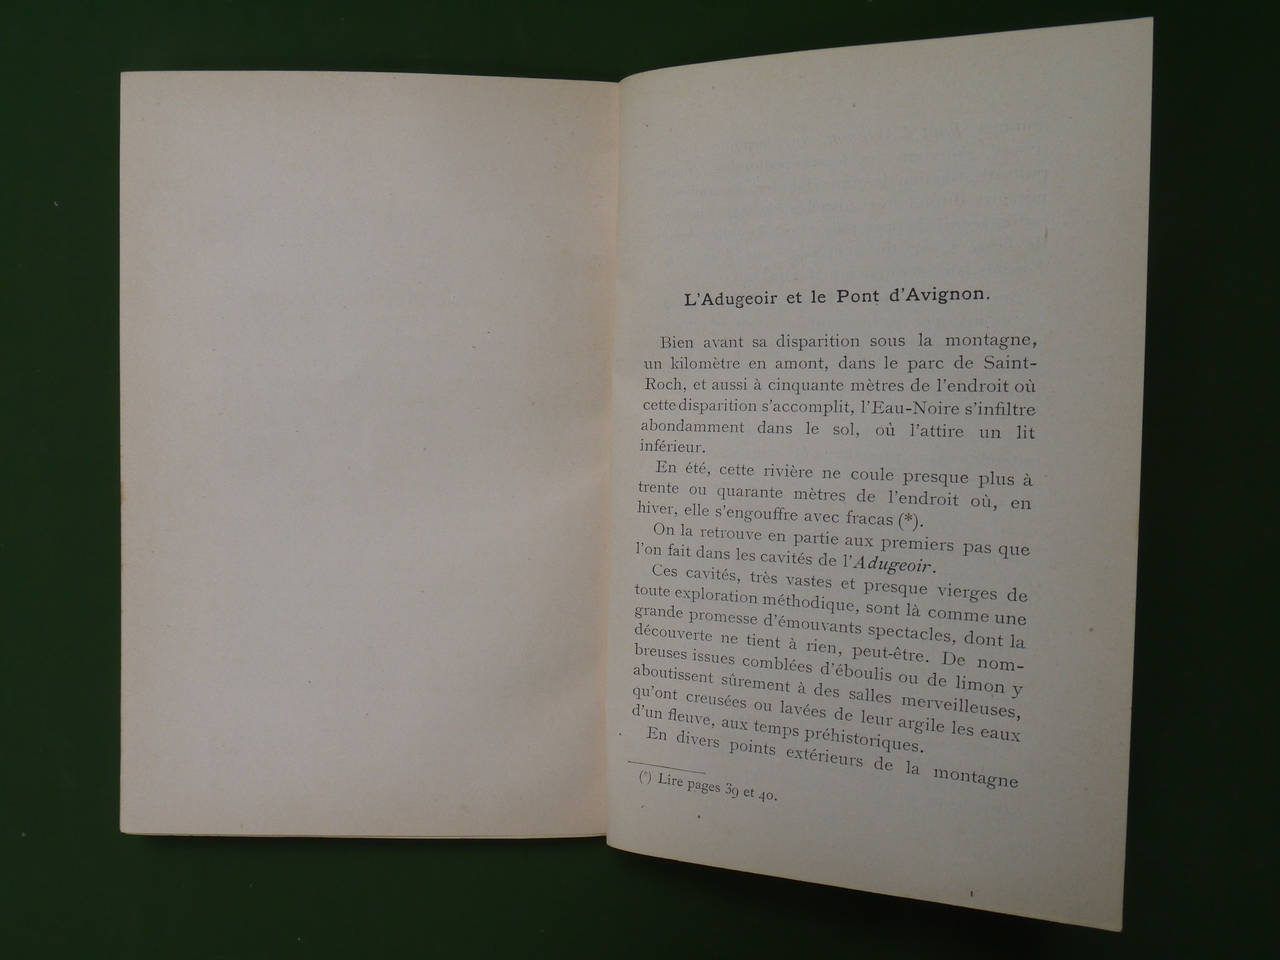 L'Adugeoir et le Pont d'Avignon.
Bien avant sa disparition sous la montagne,
un kilomètre en amont, dans le parc de Saint-
Roch, et aussi à cinquante mètres de l'endroit où
cette disparition s'accomplit, l'Eau-Noire s'infiltre
abondamment dans le sol, où l'attire un lit
inférieur.
En été, cette rivière ne coule presque plus à
trente ou quarante mètres de l'endroit où, en
hiver, elle s'engouffre avec fracas (*).
On la retrouve en partie aux premiers pas que
l'on fait dans les cavités de l'Adugeoir.
Ces cavités, très vastes et presque vierges de
toute exploration méthodique, sont là comme une
grande promesse d'émouvants spectacles, dont la
découverte ne tient à rien, peut-être. De nom-
breuses issues comblées d'éboulis ou de limon y
aboutissent sûrement à des salles merveilleuses,
qu'ont creusées ou lavées de leur argile les eaux
d'un fleuve, aux temps préhistoriques.
En divers points extérieurs de la montagne
(*) Lire pages 39 et 40.